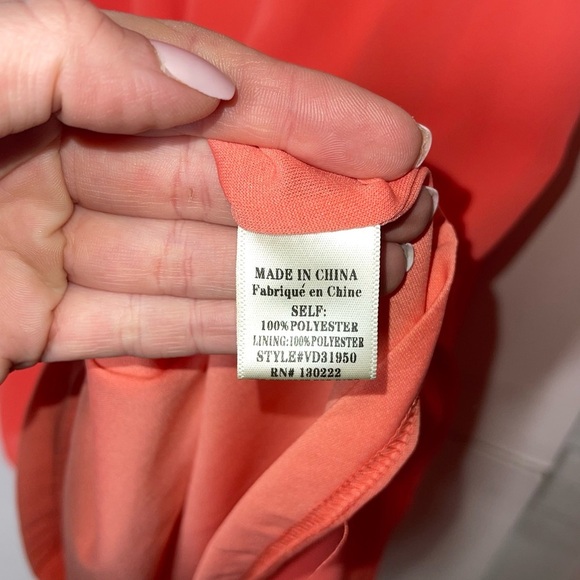 MADE IN CHINA
Fabriqué en Chine
SELF:
100%POLYESTER
LINING:100%POLYESTER
STYLE#VD31950
RN# 130222